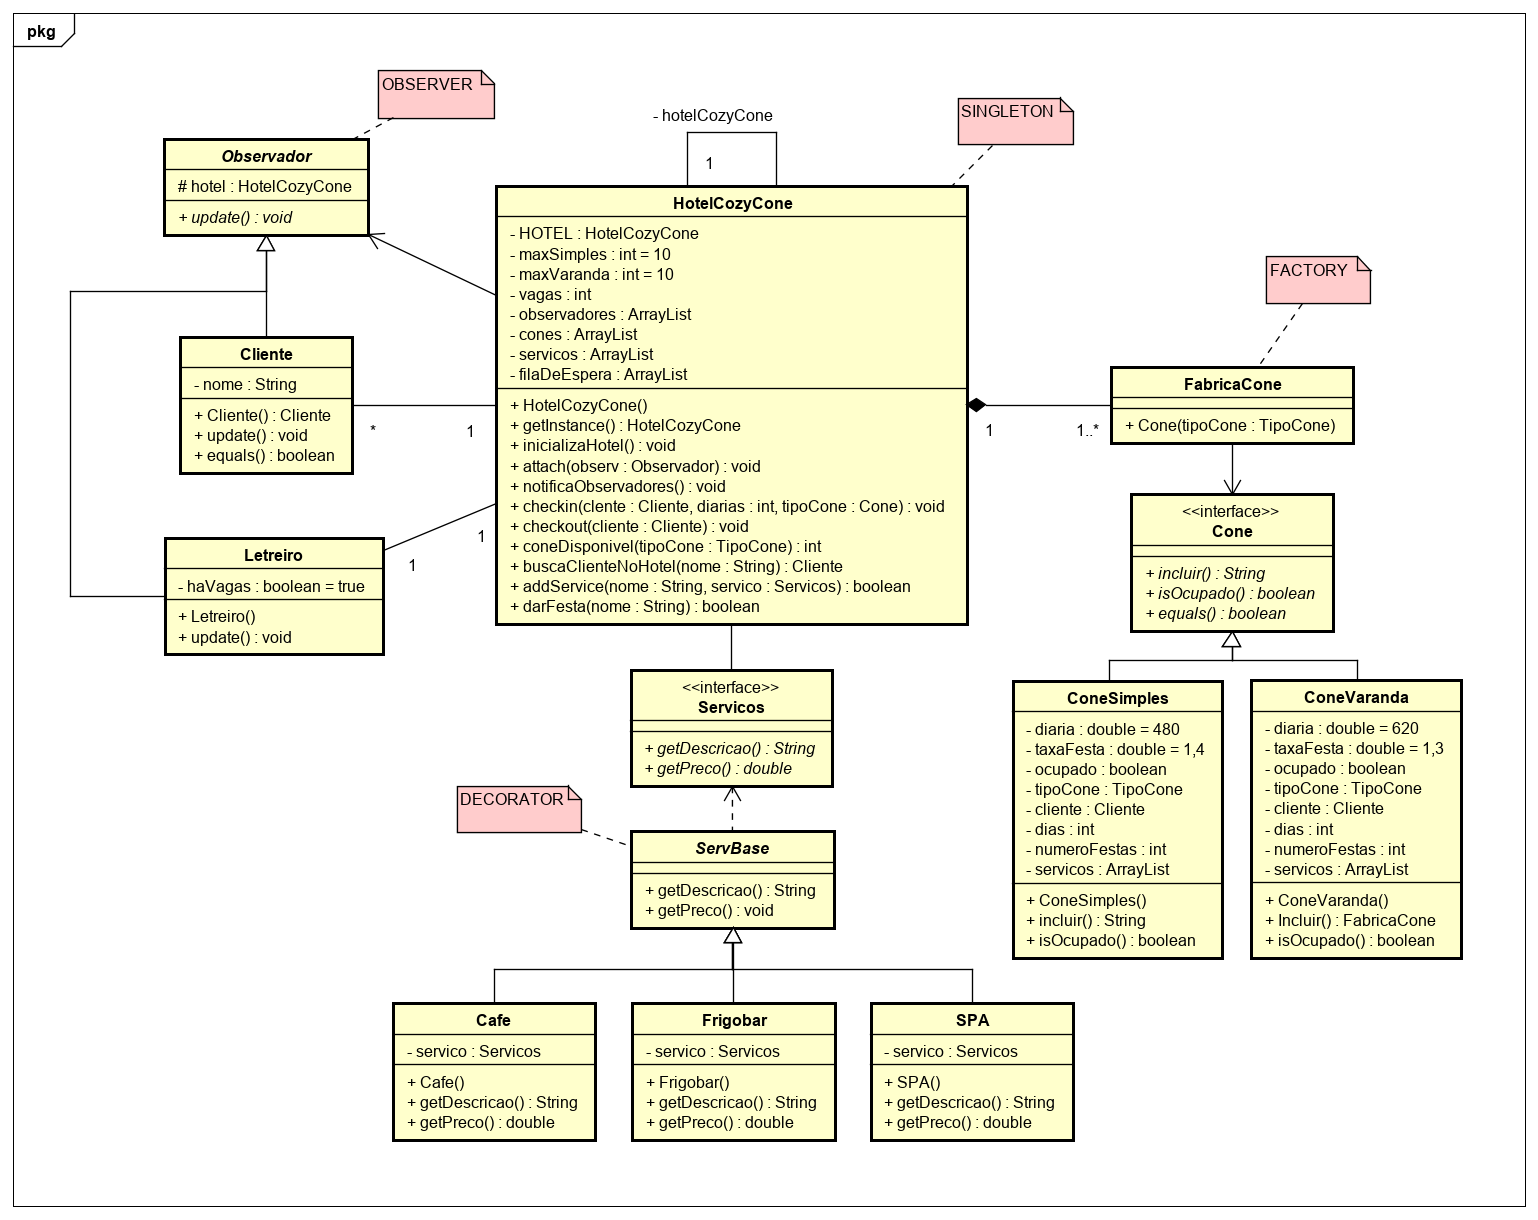 pkg
OBSERVER
- hotelCozyCone
1
SINGLETON
Observador
# hotel : HotelCozyCone
+ update() : void
HotelCozyCone
- HOTEL : HotelCozyCone
- maxSimples : int = 10
- maxVaranda : int = 10
- vagas : int
- observadores : ArrayList
- cones : ArrayList
- servicos : ArrayList
- filaDeEspera : ArrayList
+ HotelCozyCone()
+ getInstance() : HotelCozyCone
+ inicializaHotel() : void
+ attach(observ : Observador) : void
+ notificaObservadores() : void
+ checkin(clente : Cliente, diarias : int, tipoCone : Cone) : void
+ checkout(cliente : Cliente) : void
+ coneDisponivel(tipoCone : TipoCone) : int
+ buscaClienteNoHotel(nome : String) : Cliente
+ addService(nome : String, servico : Servicos) : boolean
+ darFesta(nome : String) : boolean
FACTORY
Cliente
- nome : String
+ Cliente() : Cliente
+ update() : void
+ equals() : boolean
*
1
FabricaCone
+ Cone(tipoCone : TipoCone)
1
1..*
Letreiro
- haVagas : boolean = true
+ Letreiro()
+ update() : void
1
1
<<interface>>
Cone
+ incluir() : String
+ isOcupado() : boolean
+ equals() : boolean
<<interface>>
Servicos
+ getDescricao() : String
+ getPreco() : double
DECORATOR
ServBase
+ getDescricao() : String
+ getPreco() : void
ConeSimples
- diaria : double = 480
- taxaFesta : double = 1,4
- ocupado : boolean
- tipoCone : TipoCone
- cliente : Cliente
- dias : int
- numeroFestas : int
- servicos : ArrayList
+ ConeSimples()
+ incluir() : String
+ isOcupado() : boolean
ConeVaranda
- diaria : double = 620
- taxaFesta : double = 1,3
- ocupado : boolean
- tipoCone : TipoCone
- cliente : Cliente
- dias : int
- numeroFestas : int
- servicos : ArrayList
+ ConeVaranda()
+ Incluir() : FabricaCone
+ isOcupado() : boolean
Cafe
- servico : Servicos
+ Cafe()
+ getDescricao() : String
+ getPreco() : double
Frigobar
- servico : Servicos
+ Frigobar()
+ getDescricao() : String
+ getPreco() : double
SPA
- servico : Servicos
+ SPA()
+ getDescricao() : String
+ getPreco() : double